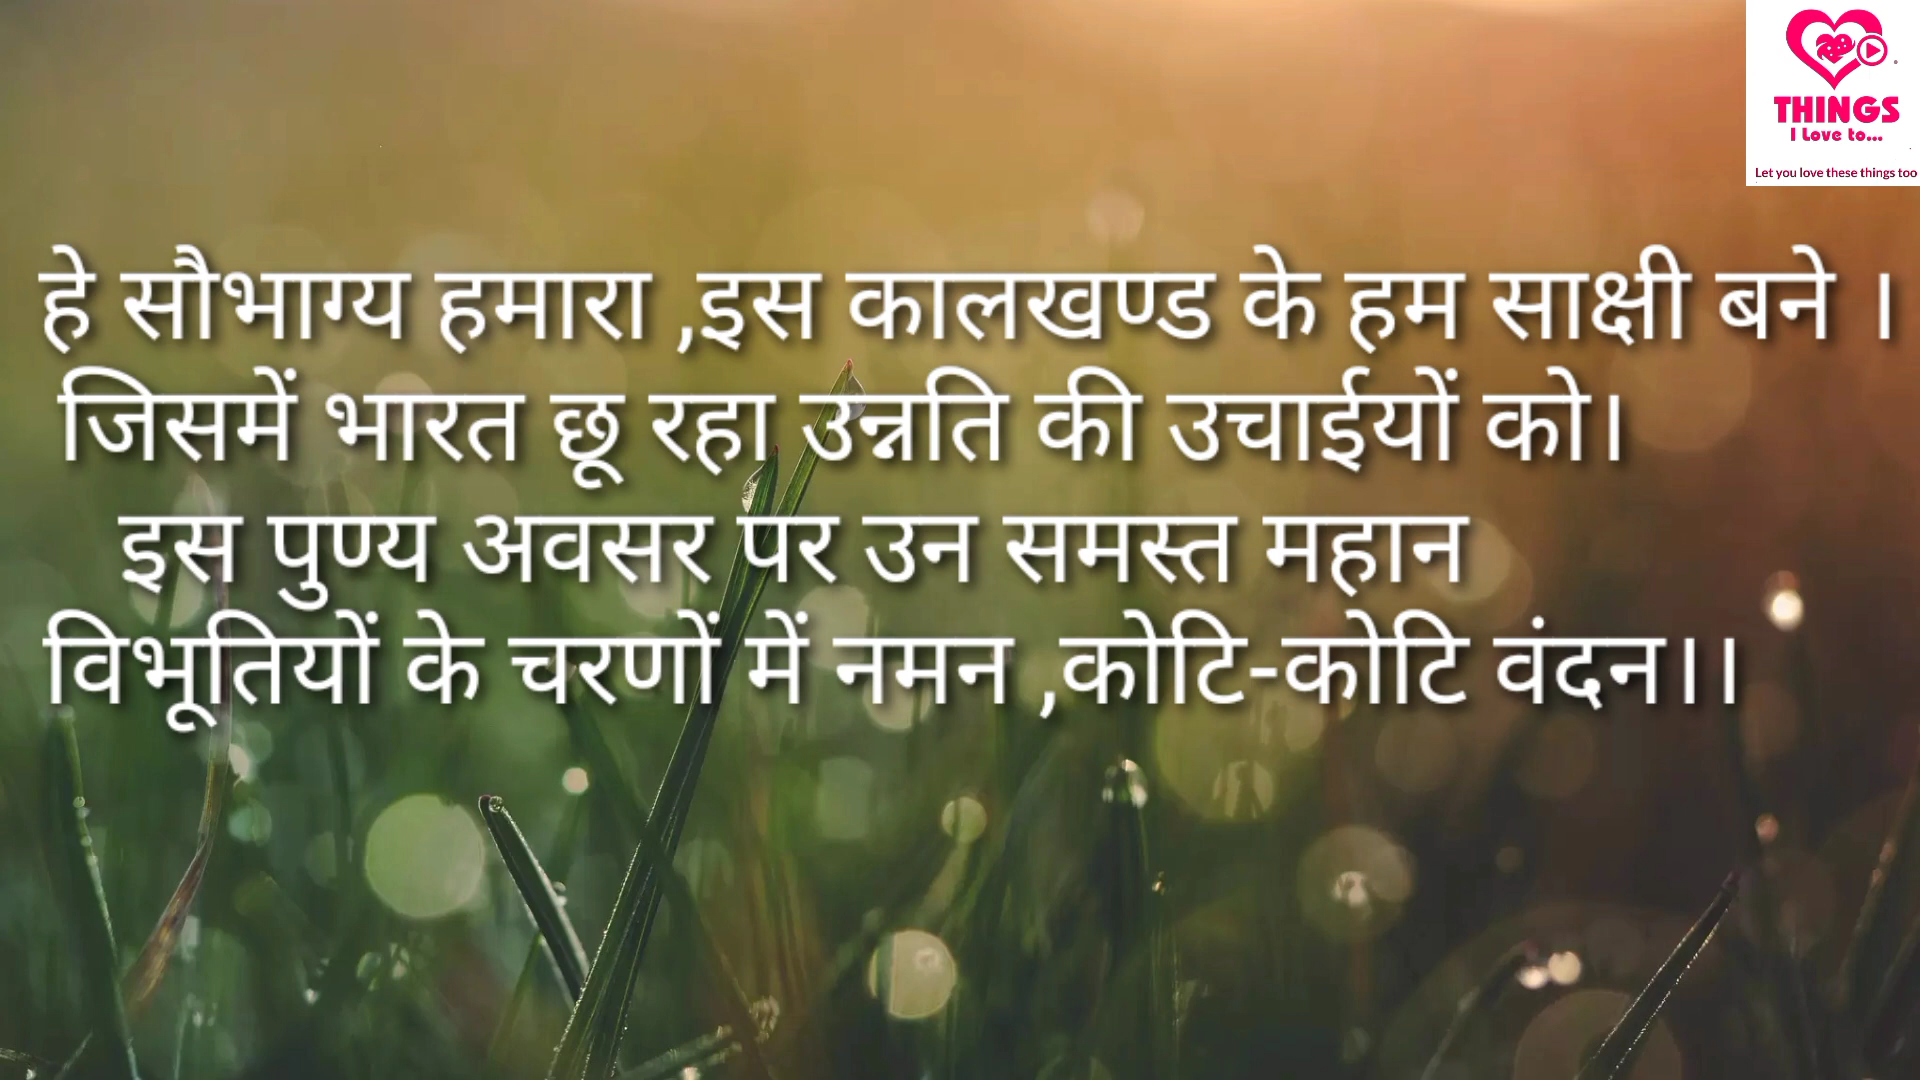 THINGS
I Love to...
Let you love these things too
हे सौभाग्य हमारा ,इस कालखण्ड के हम साक्षी बने ।
जिसमें भारत छू रहा उन्नति की उचाईयों को।
इस पुण्य अवसर पर उन समस्त महान
विभूतियों के चरणों में नमन ,कोटि-कोटि वंदन।।